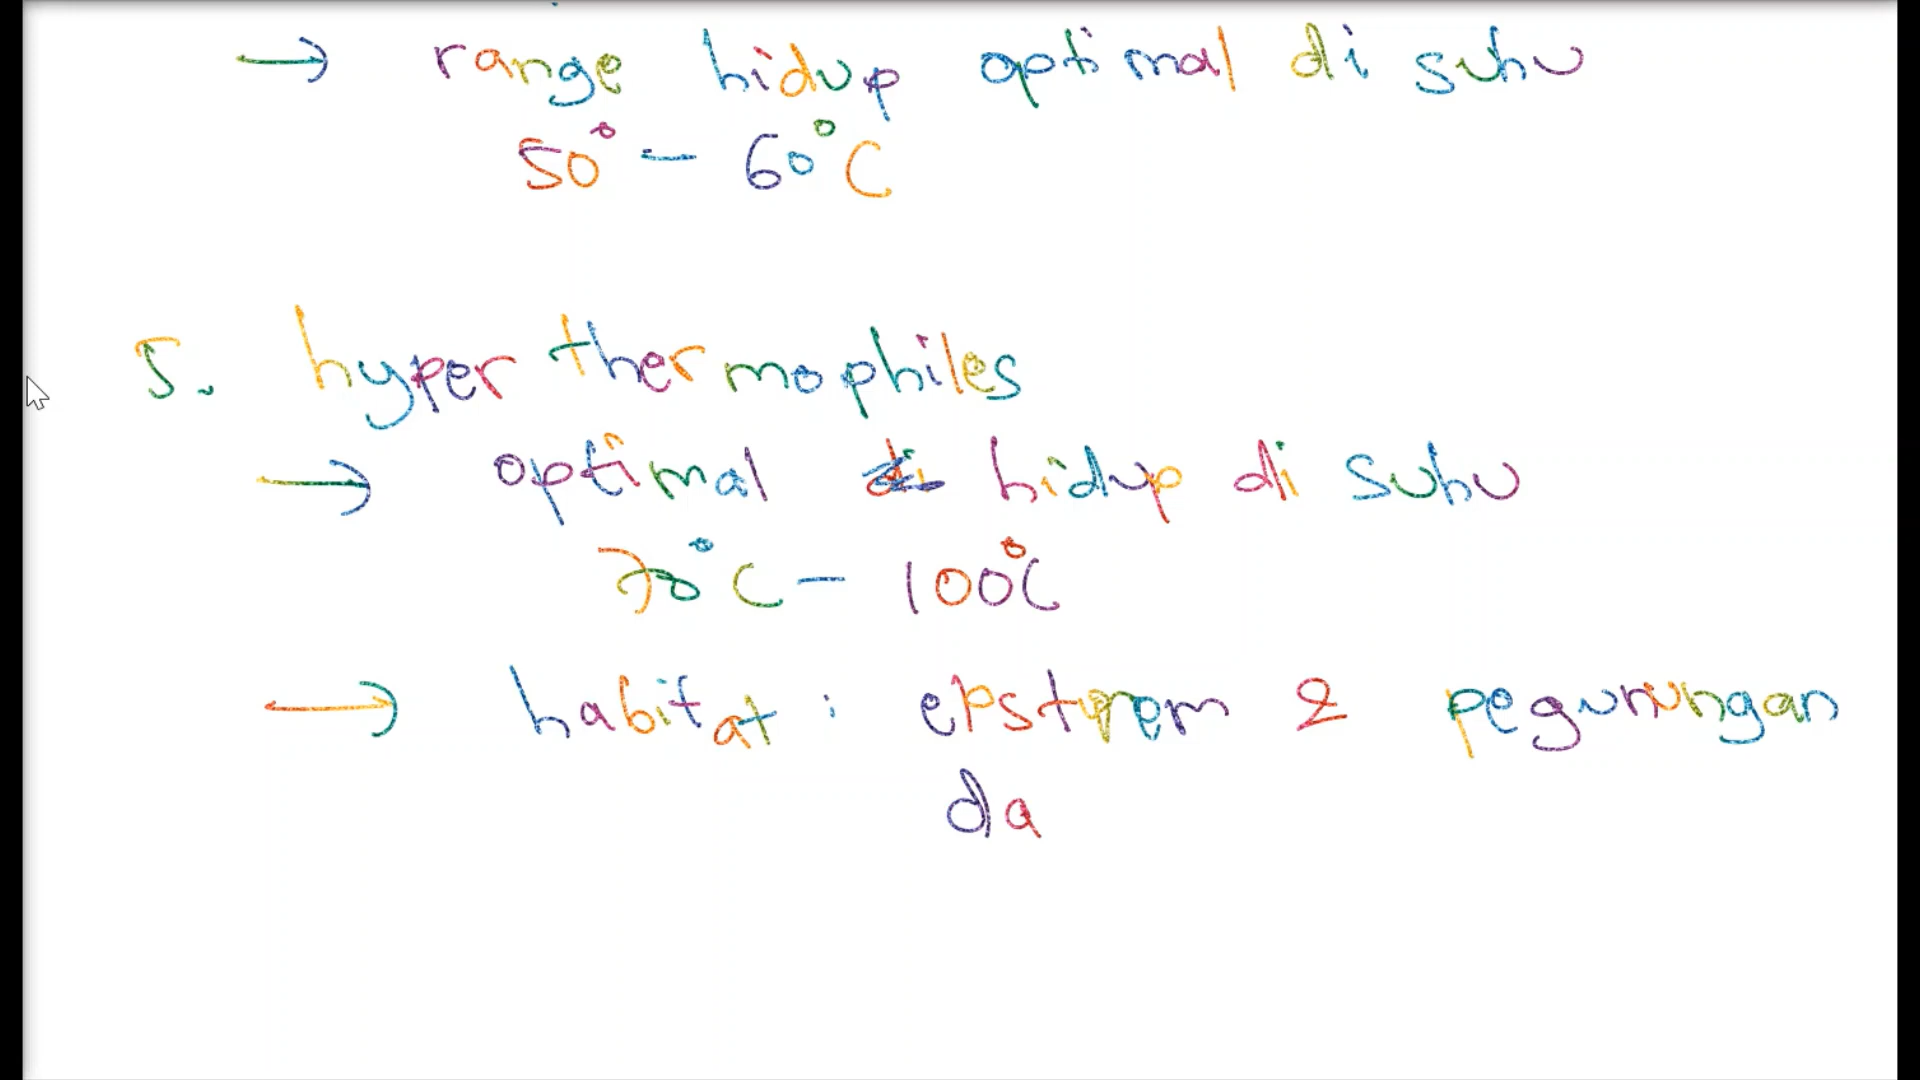 → range hidup optimal di suhu
50° - 60°C
5. hyperthermophiles
→ optimal hidup di suhu
70°C - 100°C
→ habitat : ekstrem & pegunungan
da